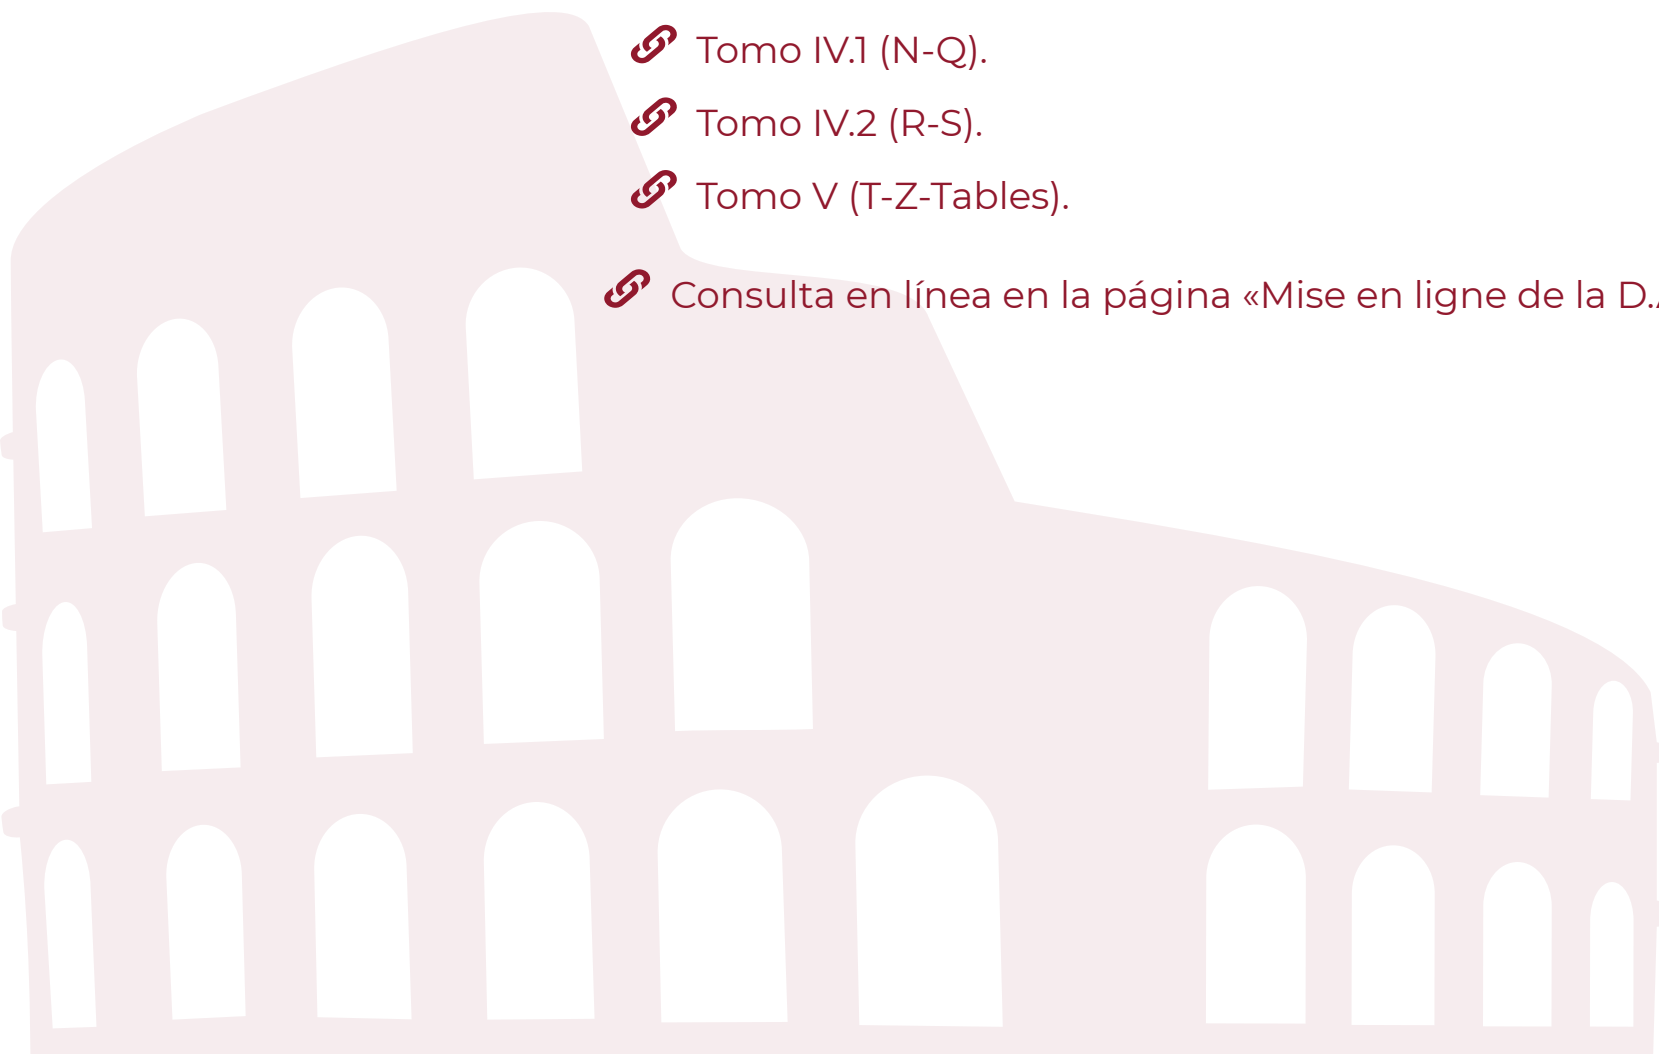 Tomo IV.1 (N-Q).
Tomo IV.2 (R-S).
Tomo V (T-Z-Tables).
Consulta en línea en la página «Mise en ligne de la D.